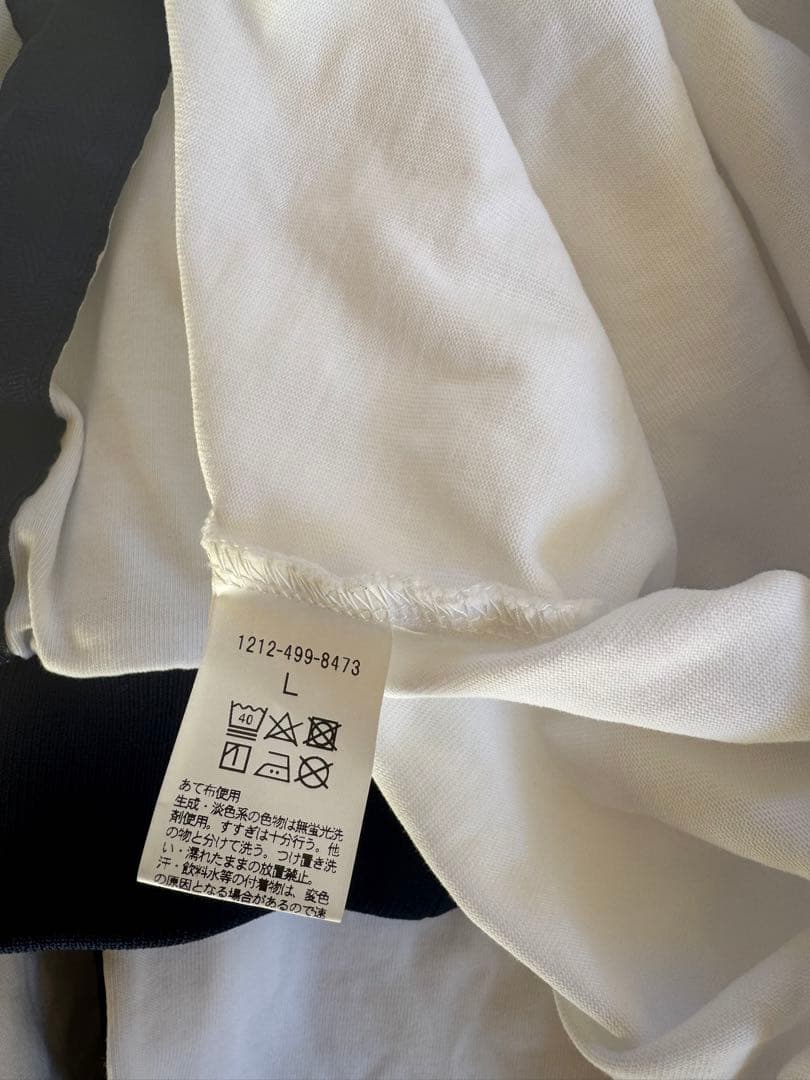 1212-499-8473
L
40
あて布使用
生成・淡色系の色物は無蛍光洗
剤使用。すすぎは十分行う。他
の物と分けて洗う。つけ置き洗
い・濡れたままの放置禁止。
汗・飲料水等の付着物は、変色
の原因となる場合があるので速